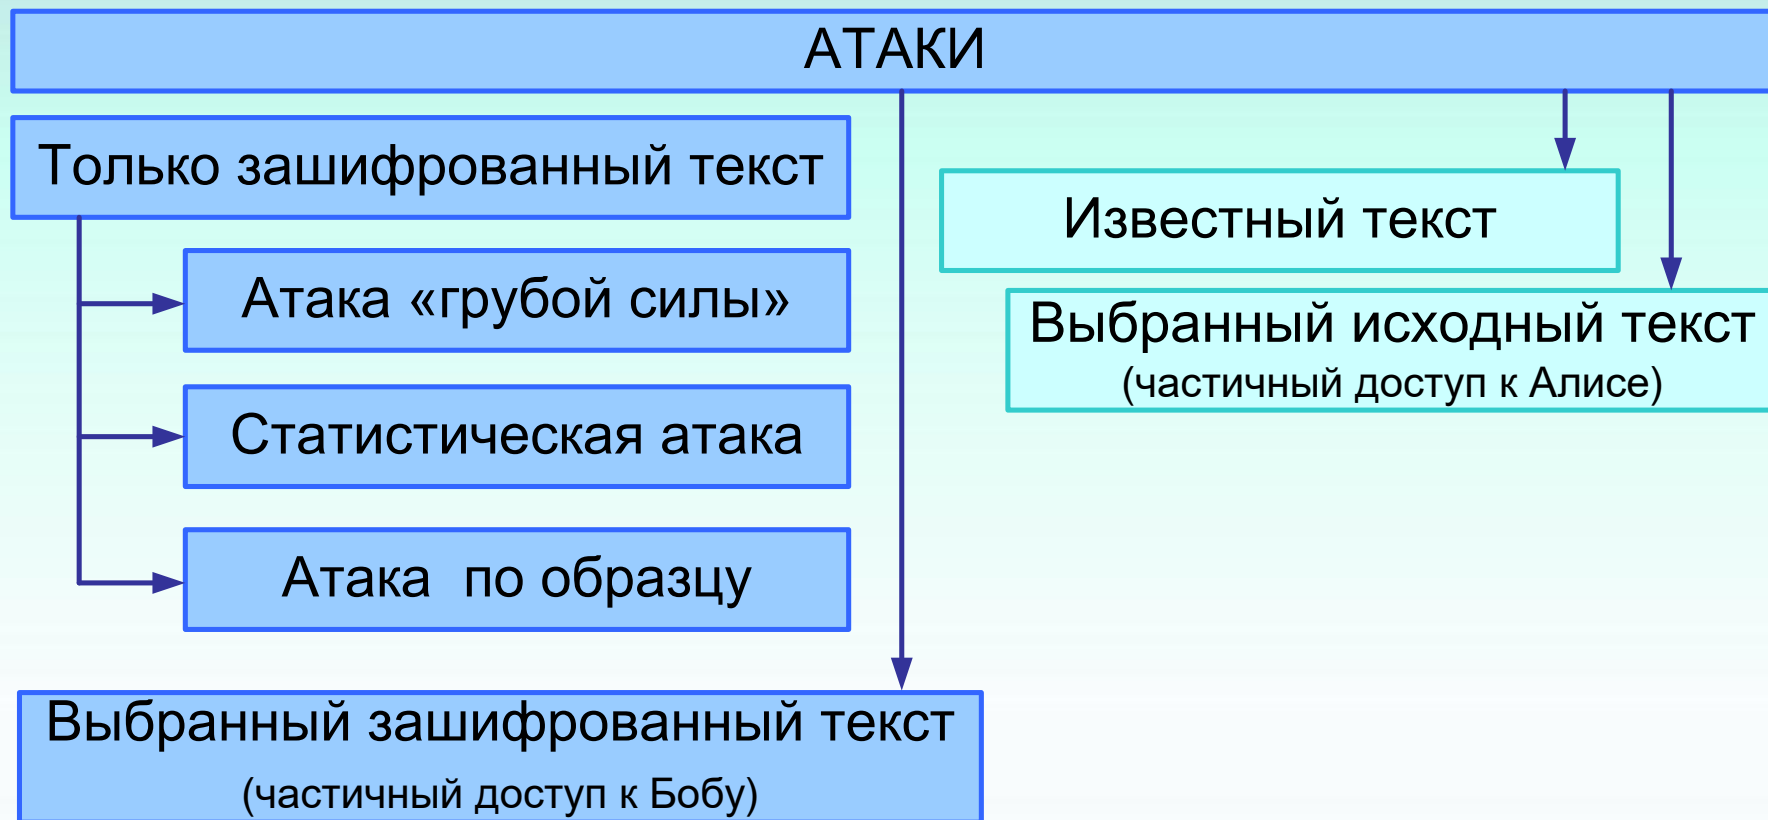 АТАКИ
Только зашифрованный текст
Атака «грубой силы»
Статистическая атака
Атака по образцу
Выбранный зашифрованный текст
(частичный доступ к Бобу)
Известный текст
Выбранный исходный текст
(частичный доступ к Алисе)